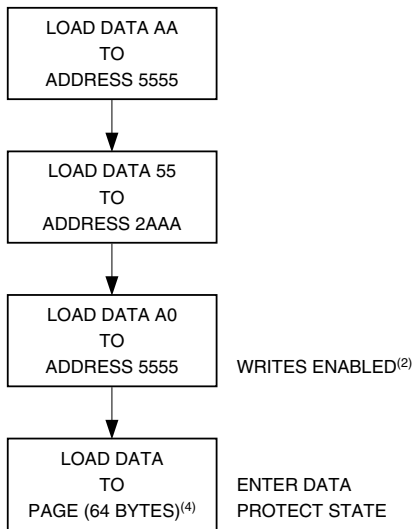 LOAD DATA AA
TO
ADDRESS 5555
LOAD DATA 55
TO
ADDRESS 2AAA
LOAD DATA A0
TO
ADDRESS 5555
WRITES ENABLED(2)
LOAD DATA
TO
PAGE (64 BYTES)(4)
ENTER DATA
PROTECT STATE